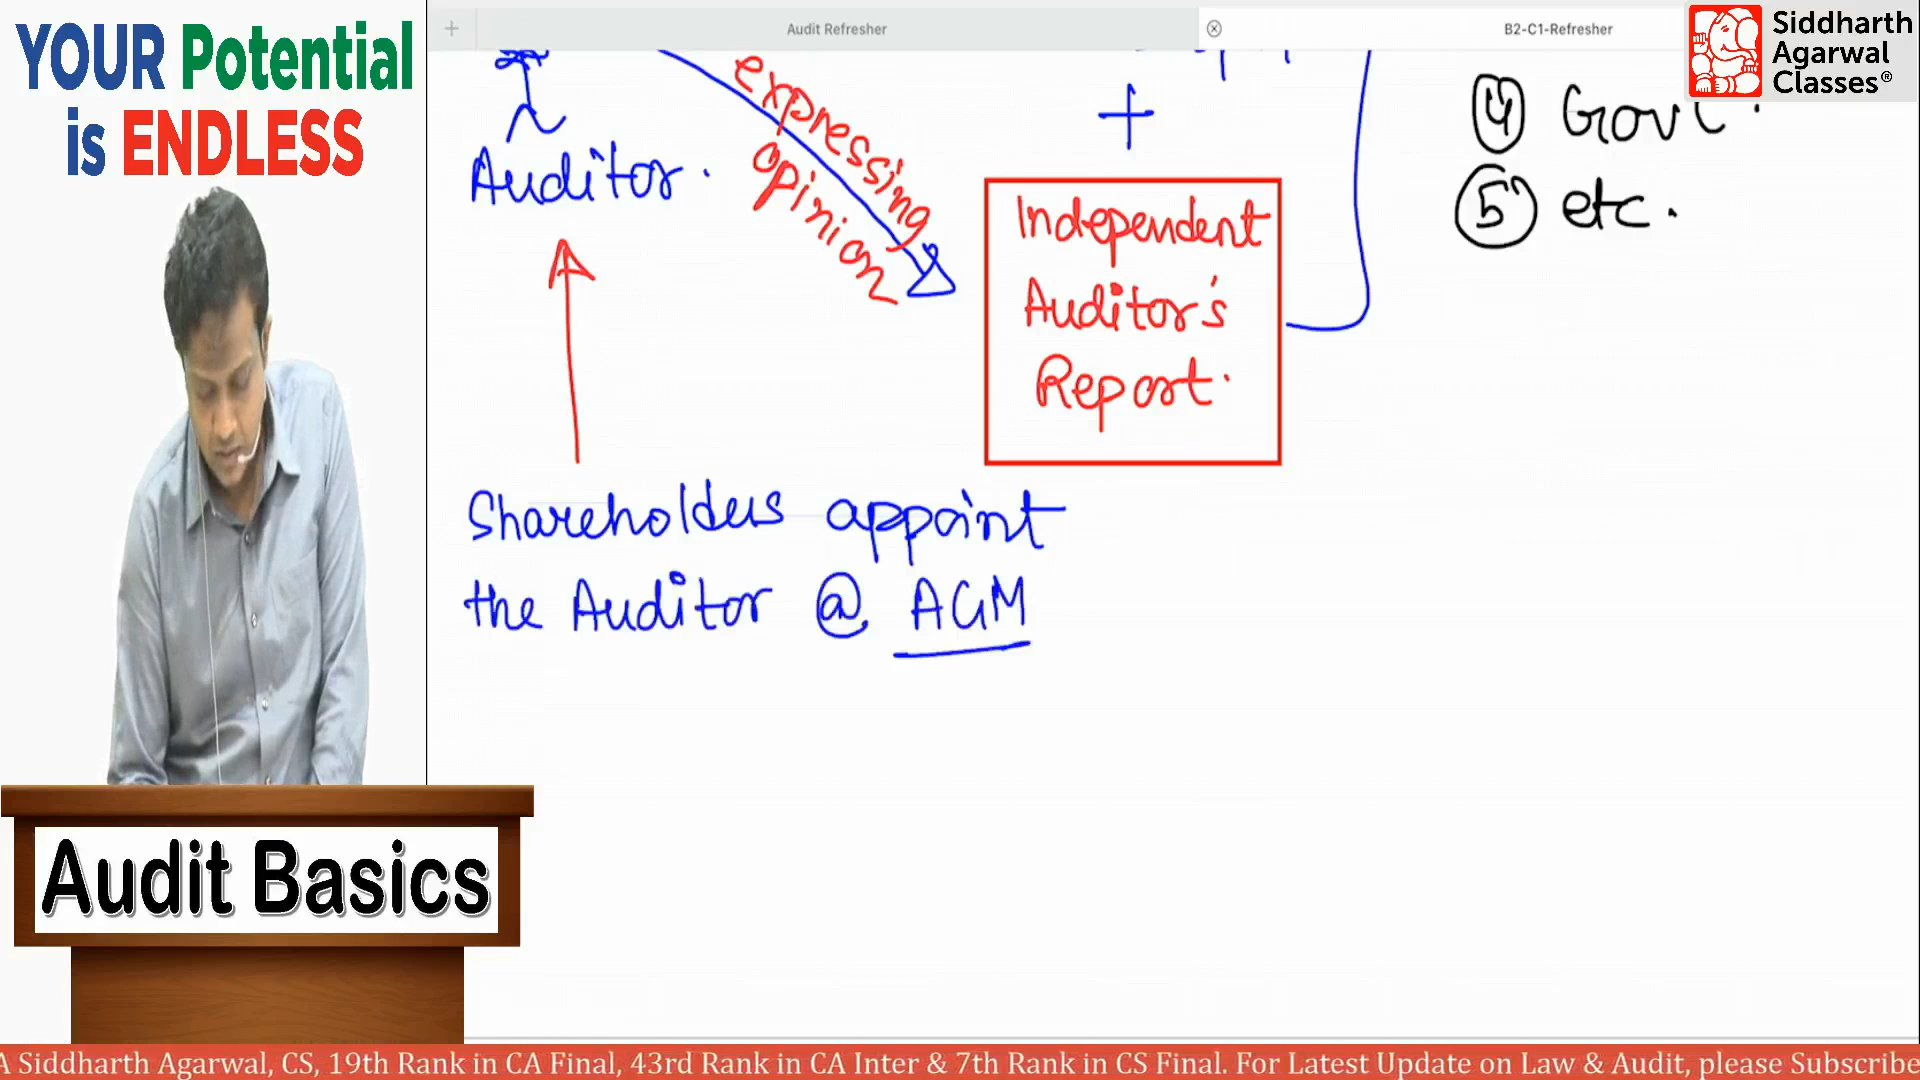 YOUR Potential
is ENDLESS
Audit Refresher
B2-C1-Refresher
Siddharth
Agarwal
Classes®
4 Govt.
5 etc.
Auditor.
expressing
opinion
+
Independent
Auditor's
Report.
Shareholders appoint
the Auditor @ AGM
Audit Basics
A Siddharth Agarwal, CS, 19th Rank in CA Final, 43rd Rank in CA Inter & 7th Rank in CS Final. For Latest Update on Law & Audit, please Subscribe